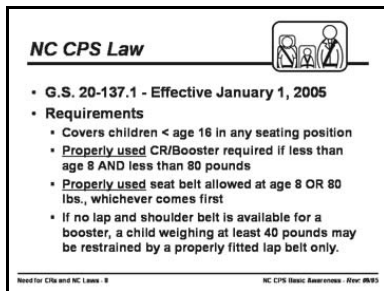 NC CPS Law
• G.S. 20-137.1 - Effective January 1, 2005
• Requirements
▪ Covers children < age 16 in any seating position
▪ Properly used CR/Booster required if less than
age 8 AND less than 80 pounds
▪ Properly used seat belt allowed at age 8 OR 80
lbs., whichever comes first
▪ If no lap and shoulder belt is available for a
booster, a child weighing at least 40 pounds may
be restrained by a properly fitted lap belt only.
Need for CRs and NC Laws - 8
NC CPS Basic Awareness - Rev: 09/05